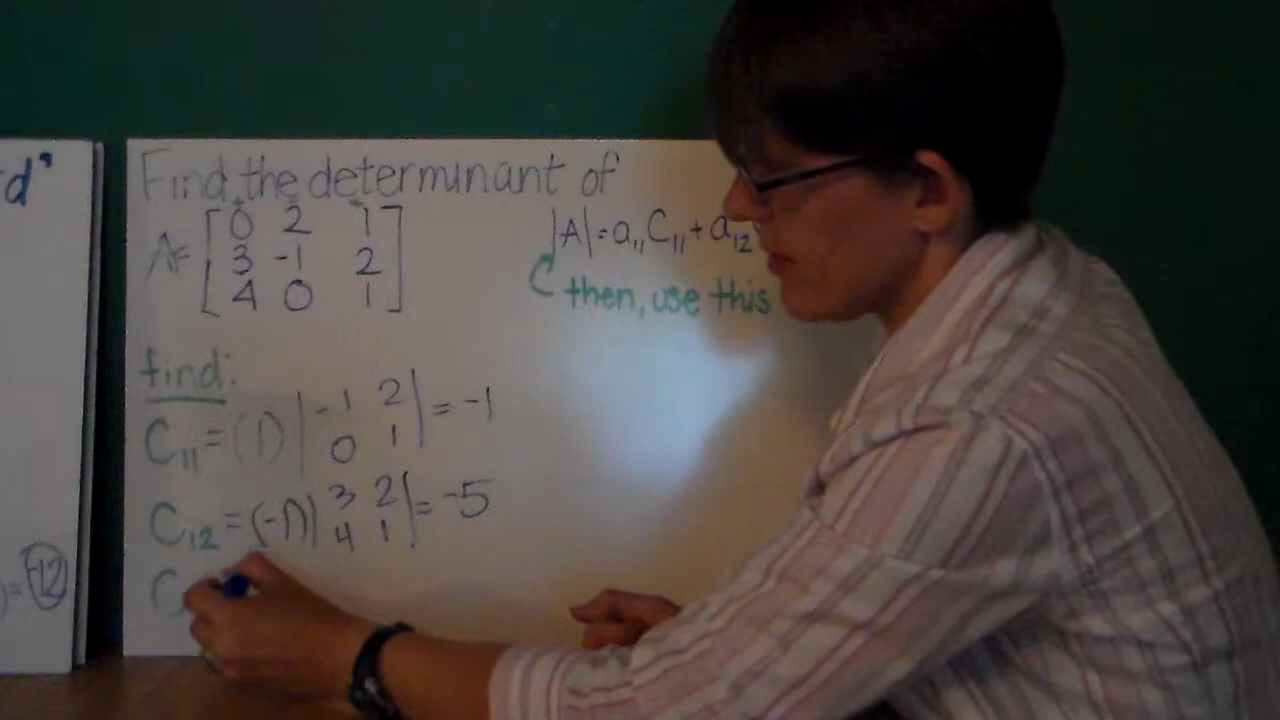 d"
Find the determinant of
A= [ 0 2 1
3 -1 2
4 0 1 ]
|A|=a₁₁C₁₁+a₁₂
then, use this
find:
C₁₁=(1)| -1 2
0 1 |=-1
C₁₂=(-1)| 3 2
4 1 |=-5
C
)=-12